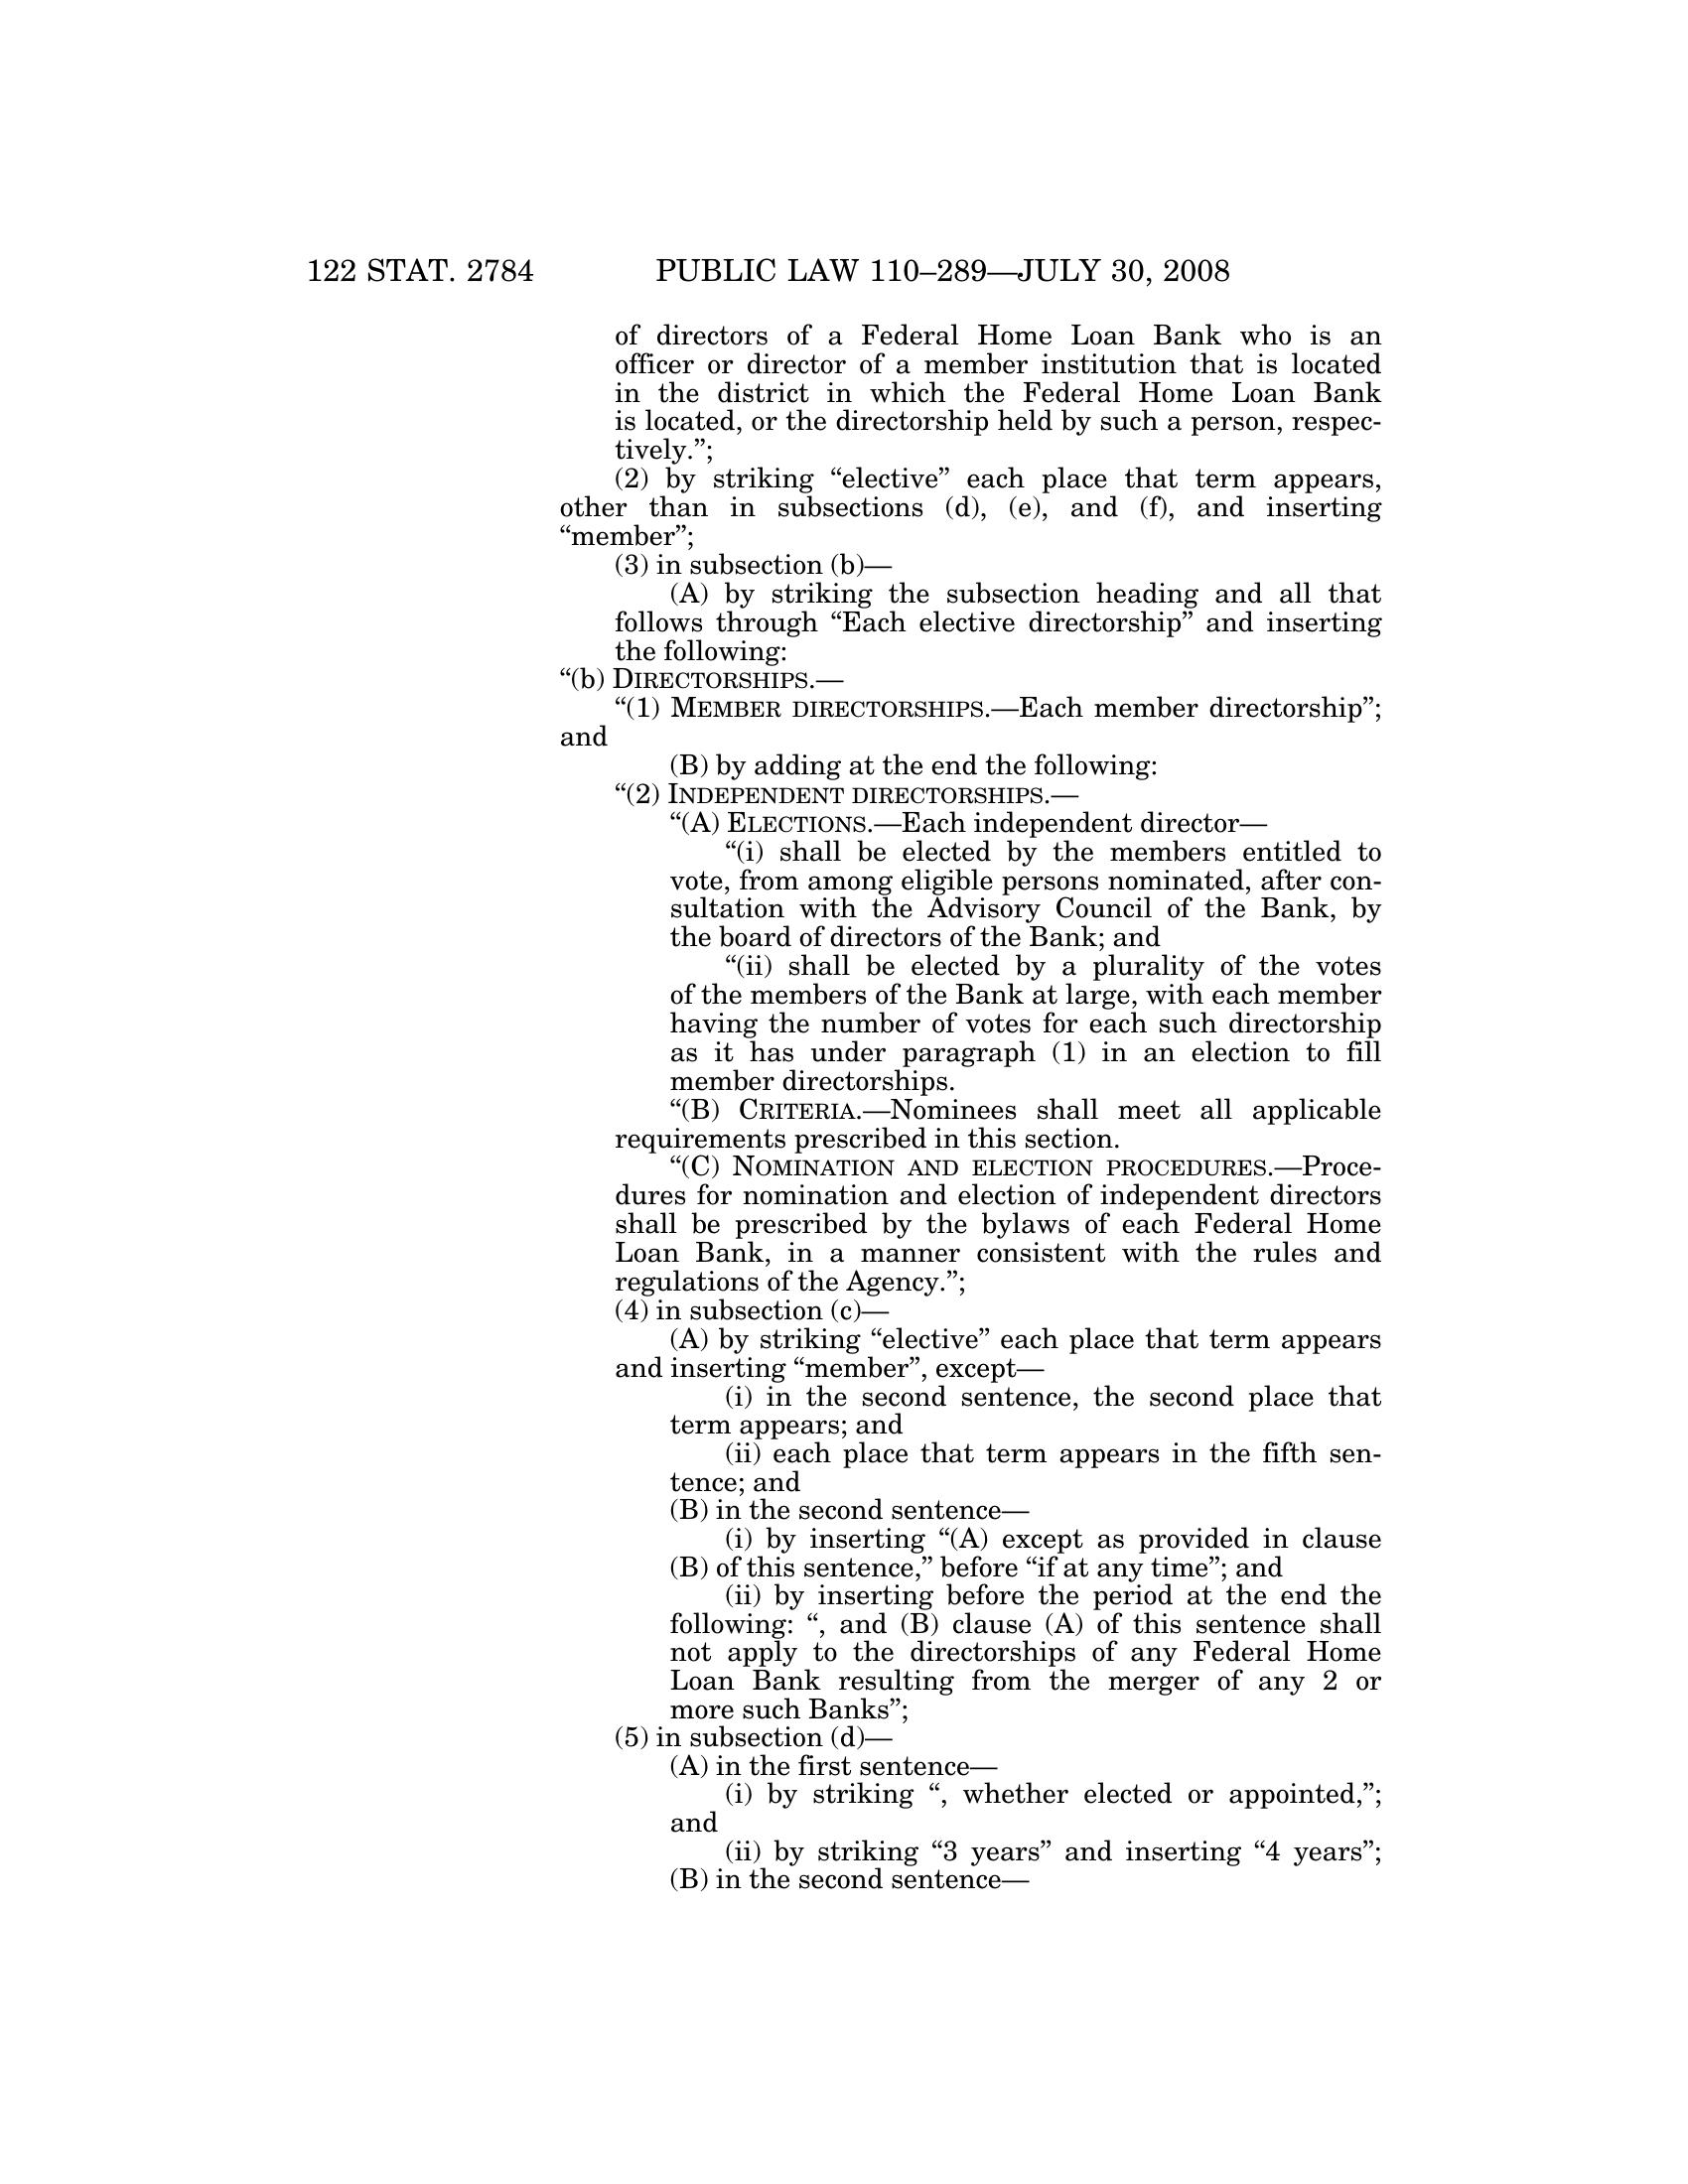 122 STAT. 2784 PUBLIC LAW 110–289—JULY 30, 2008
of directors of a Federal Home Loan Bank who is an
officer or director of a member institution that is located
in the district in which the Federal Home Loan Bank
is located, or the directorship held by such a person, respec-
tively.”;
(2) by striking “elective” each place that term appears,
other than in subsections (d), (e), and (f), and inserting
“member”;
(3) in subsection (b)—
(A) by striking the subsection heading and all that
follows through “Each elective directorship” and inserting
the following:
“(b) DIRECTORSHIPS.—
“(1) MEMBER DIRECTORSHIPS.—Each member directorship”;
and
(B) by adding at the end the following:
“(2) INDEPENDENT DIRECTORSHIPS.—
“(A) ELECTIONS.—Each independent director—
“(i) shall be elected by the members entitled to
vote, from among eligible persons nominated, after con-
sultation with the Advisory Council of the Bank, by
the board of directors of the Bank; and
“(ii) shall be elected by a plurality of the votes
of the members of the Bank at large, with each member
having the number of votes for each such directorship
as it has under paragraph (1) in an election to fill
member directorships.
“(B) CRITERIA.—Nominees shall meet all applicable
requirements prescribed in this section.
“(C) NOMINATION AND ELECTION PROCEDURES.—Proce-
dures for nomination and election of independent directors
shall be prescribed by the bylaws of each Federal Home
Loan Bank, in a manner consistent with the rules and
regulations of the Agency.”;
(4) in subsection (c)—
(A) by striking “elective” each place that term appears
and inserting “member”, except—
(i) in the second sentence, the second place that
term appears; and
(ii) each place that term appears in the fifth sen-
tence; and
(B) in the second sentence—
(i) by inserting “(A) except as provided in clause
(B) of this sentence,” before “if at any time”; and
(ii) by inserting before the period at the end the
following: “, and (B) clause (A) of this sentence shall
not apply to the directorships of any Federal Home
Loan Bank resulting from the merger of any 2 or
more such Banks”;
(5) in subsection (d)—
(A) in the first sentence—
(i) by striking “, whether elected or appointed,”;
and
(ii) by striking “3 years” and inserting “4 years”;
(B) in the second sentence—